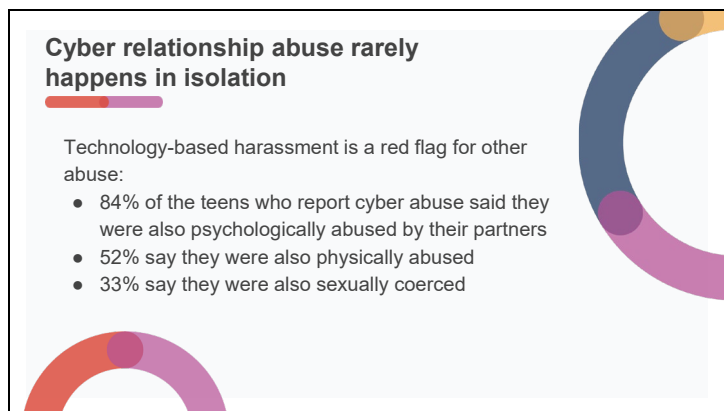 Cyber relationship abuse rarely
happens in isolation
Technology-based harassment is a red flag for other
abuse:
● 84% of the teens who report cyber abuse said they
were also psychologically abused by their partners
● 52% say they were also physically abused
● 33% say they were also sexually coerced